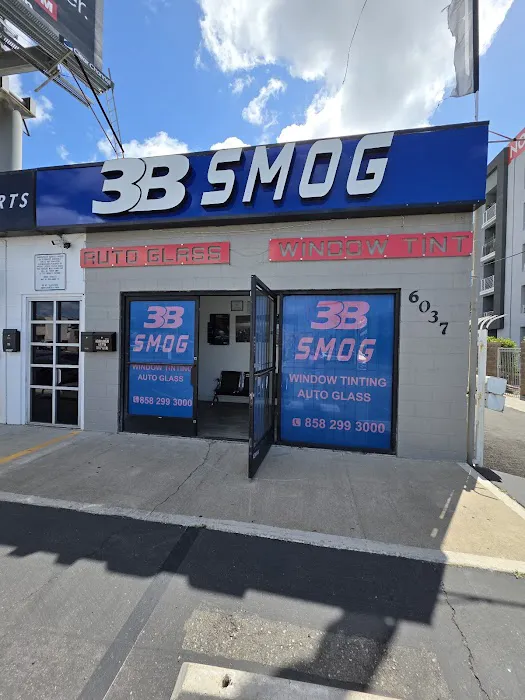 RTS
3B SMOG
AUTO GLASS
WINDOW TINT
6037
3B
SMOG
WINDOW TINTING
AUTO GLASS
858 299 3000
3B
SMOG
WINDOW TINTING
AUTO GLASS
858 299 3000
NO